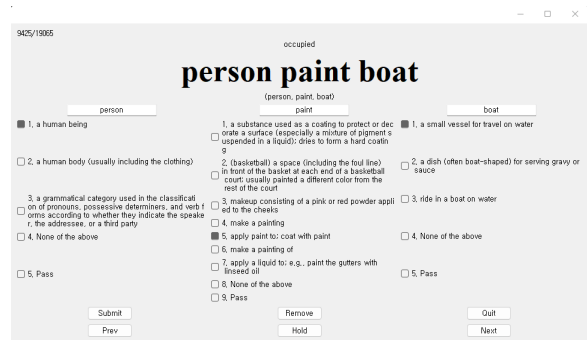 9425/19065
occupied
person paint boat
(person, paint, boat)
person
1, a human being
2, a human body (usually including the clothing)
3, a grammatical category used in the classificati
on of pronouns, possessive determiners, and verb f
orms according to whether they indicate the speake
r, the addressee, or a third party
4, None of the above
5, Pass
paint
1, a substance used as a coating to protect or dec
orate a surface (especially a mixture of pigment s
uspended in a liquid); dries to form a hard coatin
g
2, (basketball) a space (including the foul line)
in front of the basket at each end of a basketball
court; usually painted a different color from the
rest of the court
3, makeup consisting of a pink or red powder appli
ed to the cheeks
4, make a painting
5, apply paint to; coat with paint
6, make a painting of
7, apply a liquid to; e.g., paint the gutters with
linseed oil
8, None of the above
9, Pass
boat
1, a small vessel for travel on water
2, a dish (often boat-shaped) for serving gravy or
sauce
3, ride in a boat on water
4, None of the above
5, Pass
Submit
Remove
Quit
Prev
Hold
Next